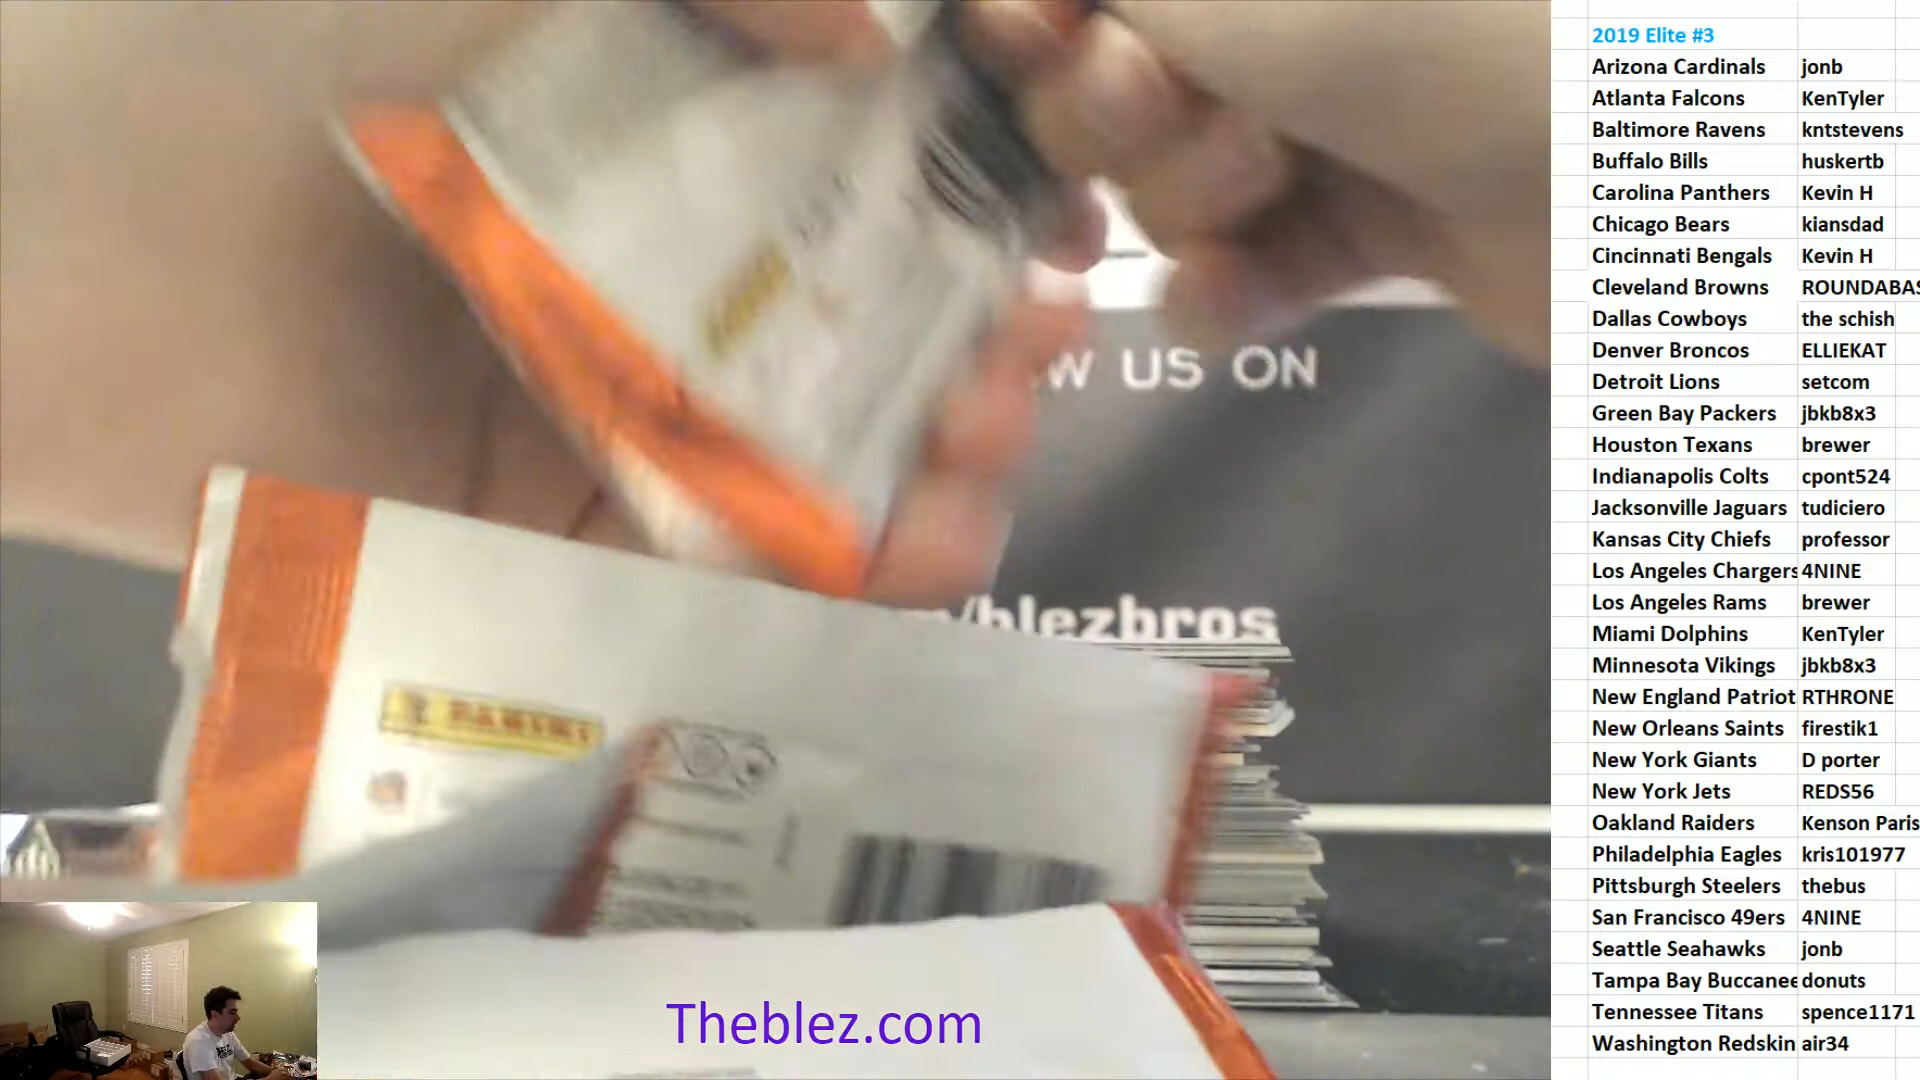 W US ON
m/blezbros
PANINI
Theblez.com
2019 Elite #3
Arizona Cardinals jonb
Atlanta Falcons KenTyler
Baltimore Ravens kntstevens
Buffalo Bills huskertb
Carolina Panthers Kevin H
Chicago Bears kiansdad
Cincinnati Bengals Kevin H
Cleveland Browns ROUNDABAS
Dallas Cowboys the schish
Denver Broncos ELLIEKAT
Detroit Lions setcom
Green Bay Packers jbkb8x3
Houston Texans brewer
Indianapolis Colts cpont524
Jacksonville Jaguars tudiciero
Kansas City Chiefs professor
Los Angeles Chargers 4NINE
Los Angeles Rams brewer
Miami Dolphins KenTyler
Minnesota Vikings jbkb8x3
New England Patriot RTHRONE
New Orleans Saints firestik1
New York Giants D porter
New York Jets REDS56
Oakland Raiders Kenson Paris
Philadelphia Eagles kris101977
Pittsburgh Steelers thebus
San Francisco 49ers 4NINE
Seattle Seahawks jonb
Tampa Bay Buccanee donuts
Tennessee Titans spence1171
Washington Redskin air34